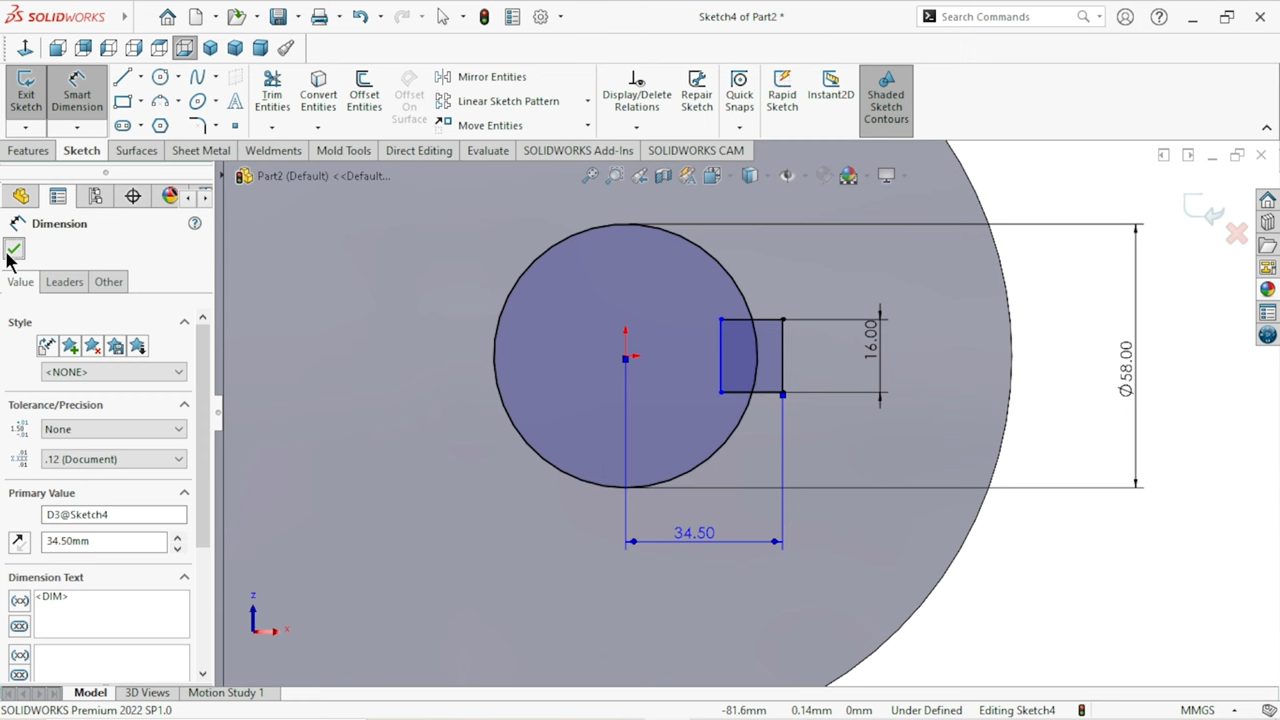 SOLIDWORKS
Sketch4 of Part2 *
Search Commands
Exit Sketch
Smart Dimension
Trim Entities
Convert Entities
Offset Entities
Offset On Surface
Mirror Entities
Linear Sketch Pattern
Move Entities
Display/Delete Relations
Repair Sketch
Quick Snaps
Rapid Sketch
Instant2D
Shaded Sketch Contours
Features
Sketch
Surfaces
Sheet Metal
Weldments
Mold Tools
Direct Editing
Evaluate
SOLIDWORKS Add-Ins
SOLIDWORKS CAM
Part2 (Default) <<Default...
Dimension
Value
Leaders
Other
Style
<NONE>
Tolerance/Precision
None
.12 (Document)
Primary Value
D3@Sketch4
34.50mm
Dimension Text
<DIM>
16.00
Ø58.00
34.50
z
x
Model
3D Views
Motion Study 1
SOLIDWORKS Premium 2022 SP1.0
-81.6mm
0.14mm
0mm
Under Defined
Editing Sketch4
MMGS